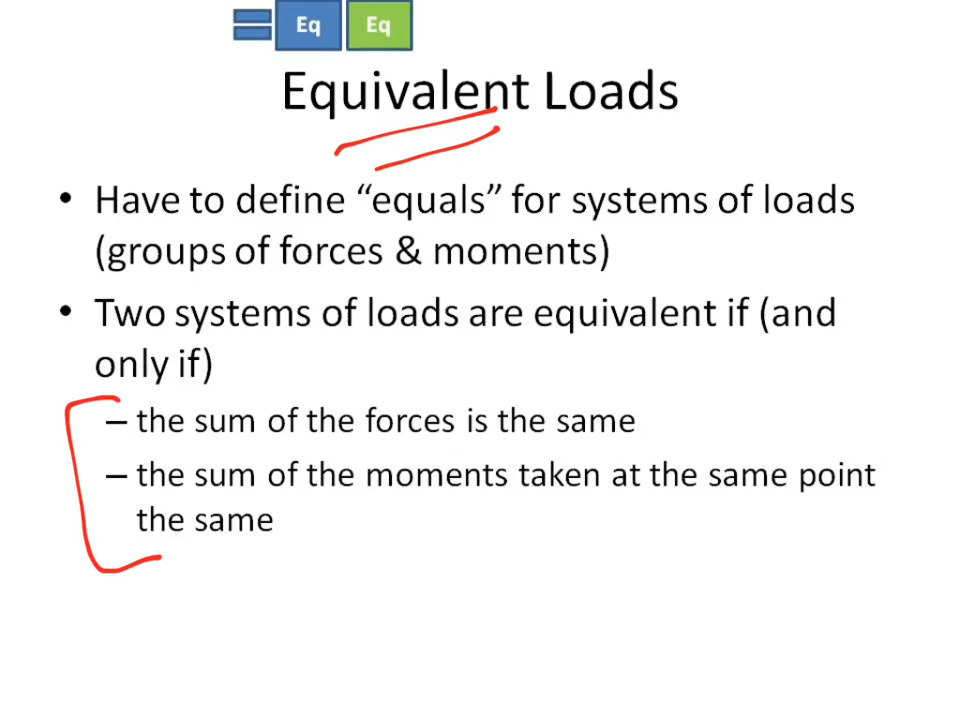 Eq Eq
Equivalent Loads
• Have to define “equals” for systems of loads
(groups of forces & moments)
• Two systems of loads are equivalent if (and
only if)
– the sum of the forces is the same
– the sum of the moments taken at the same point
the same